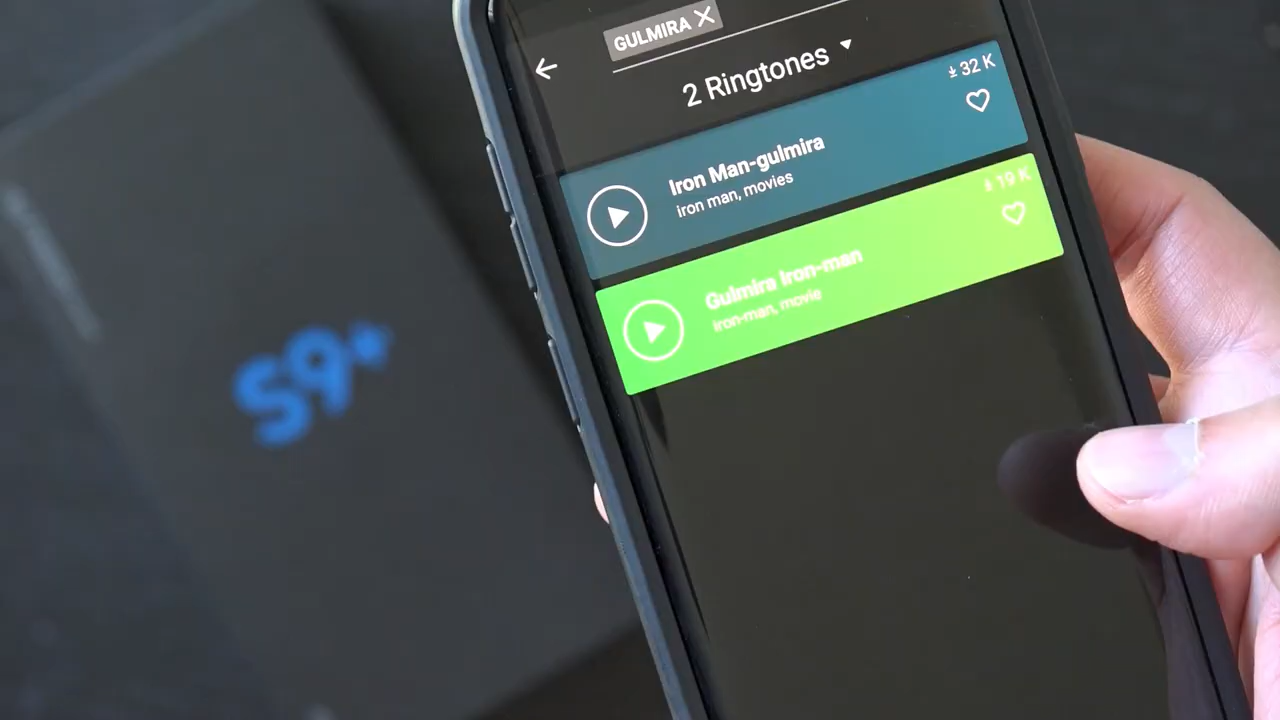 GULMIRA X
2 Ringtones
32 K
Iron Man-gulmira
Iron man, movies
19 K
Gulmira Iron-man
iron-man, movie
S9+